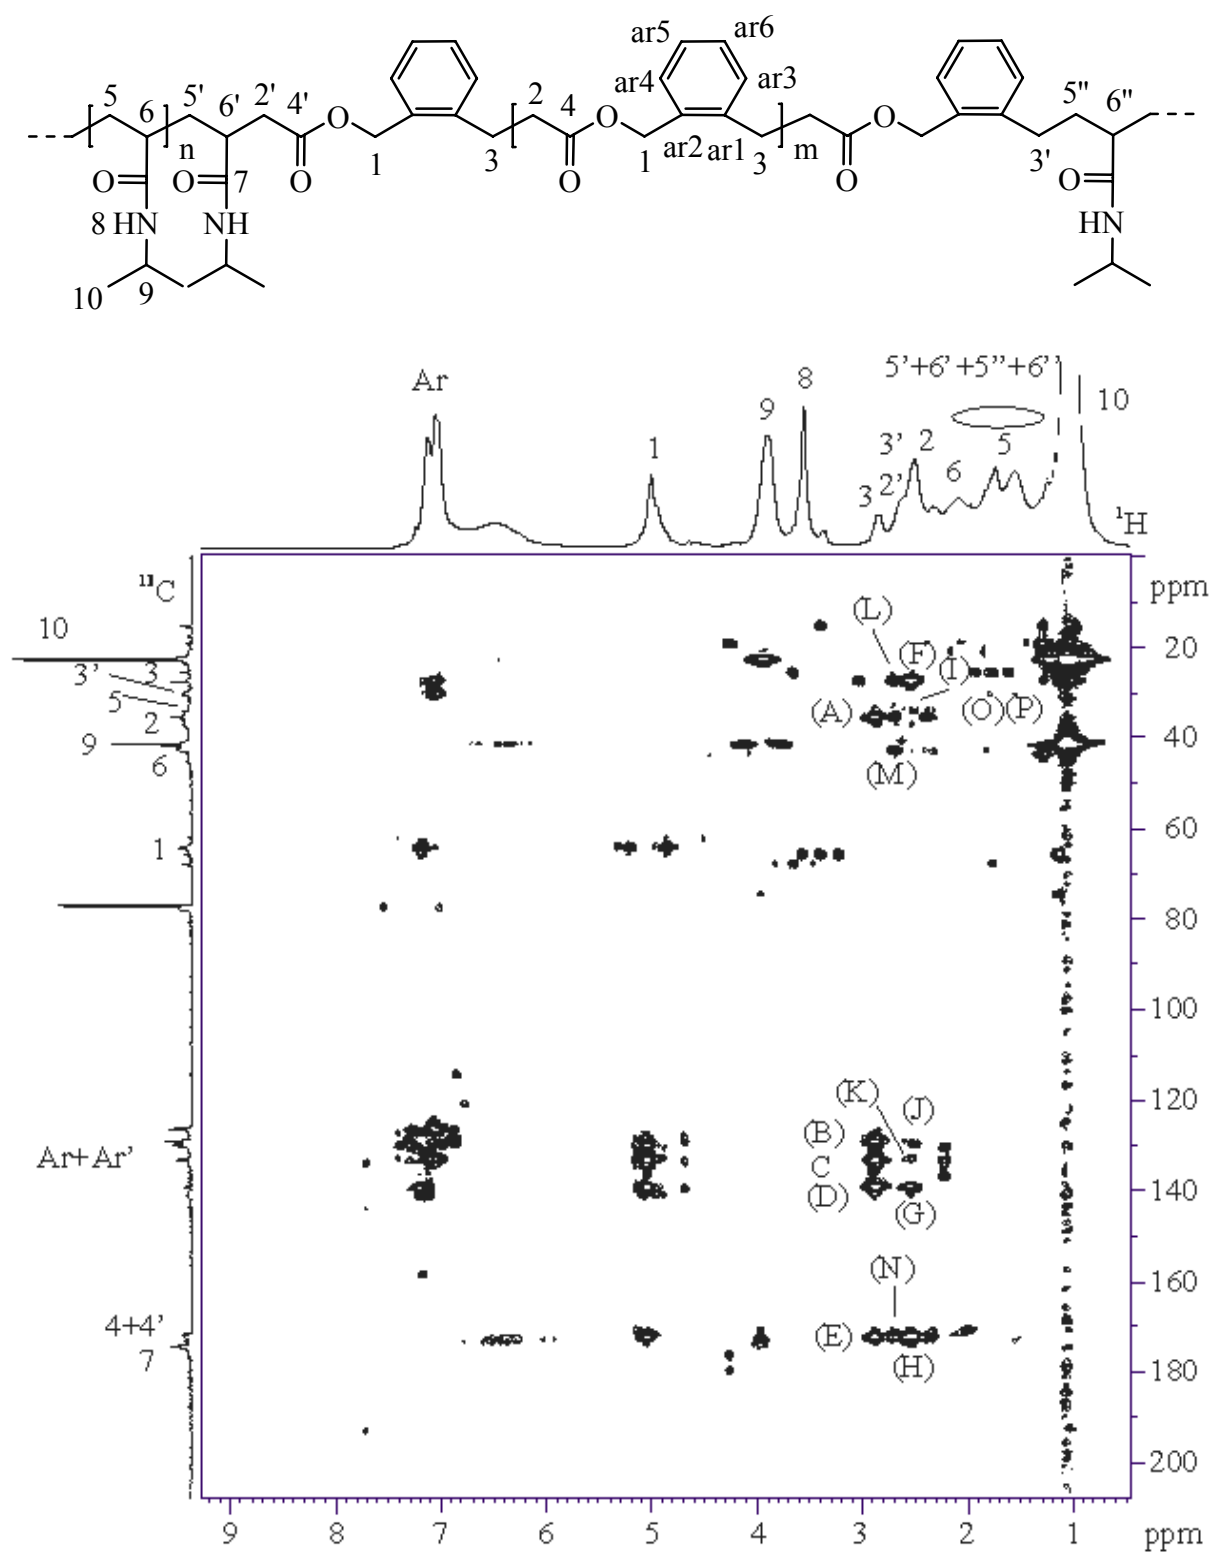 ar5 ar6
ar4 ar3
5 6 5' 6' 2' 4' O 2 4 O 5'' 6''
n 1 3 O 1 ar2 ar1 3 m O 3'
O O 7 O O O O
8 HN NH HN
10 9
Ar 1 9 8 3' 2 5'+6'+5''+6'' 10
3 2' 6 5
¹H
¹³C ppm
10
3' 3
5
2
9
6
1
Ar+Ar'
4+4'
7
(L)
(F)
(I)
(A) (O) (P)
(M)
(K)
(J)
(B)
C
(D)
(G)
(N)
(E)
(H)
20
40
60
80
100
120
140
160
180
200
9 8 7 6 5 4 3 2 1 ppm